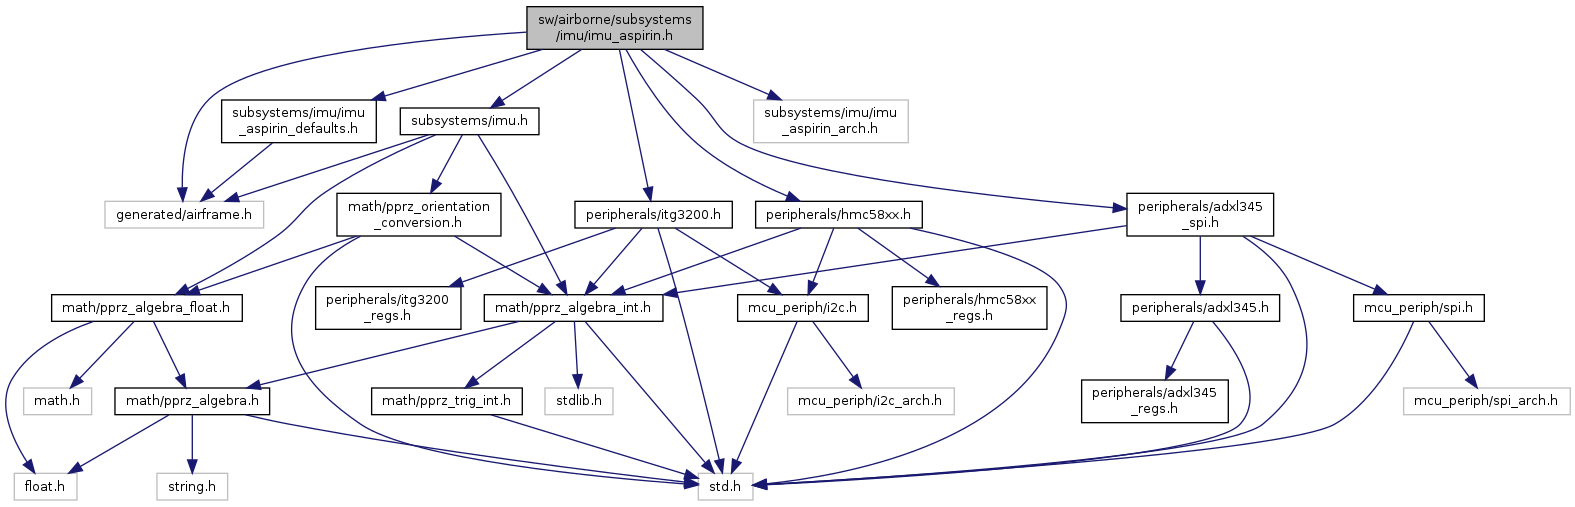 sw/airborne/subsystems
/imu/imu_aspirin.h
subsystems/imu/imu
_aspirin_defaults.h
subsystems/imu.h
subsystems/imu/imu
_aspirin_arch.h
generated/airframe.h
math/pprz_orientation
_conversion.h
peripherals/itg3200.h
peripherals/hmc58xx.h
peripherals/adxl345
_spi.h
math/pprz_algebra_float.h
peripherals/itg3200
_regs.h
math/pprz_algebra_int.h
mcu_periph/i2c.h
peripherals/hmc58xx
_regs.h
peripherals/adxl345.h
mcu_periph/spi.h
math.h
math/pprz_algebra.h
math/pprz_trig_int.h
stdlib.h
mcu_periph/i2c_arch.h
peripherals/adxl345
_regs.h
mcu_periph/spi_arch.h
float.h
string.h
std.h